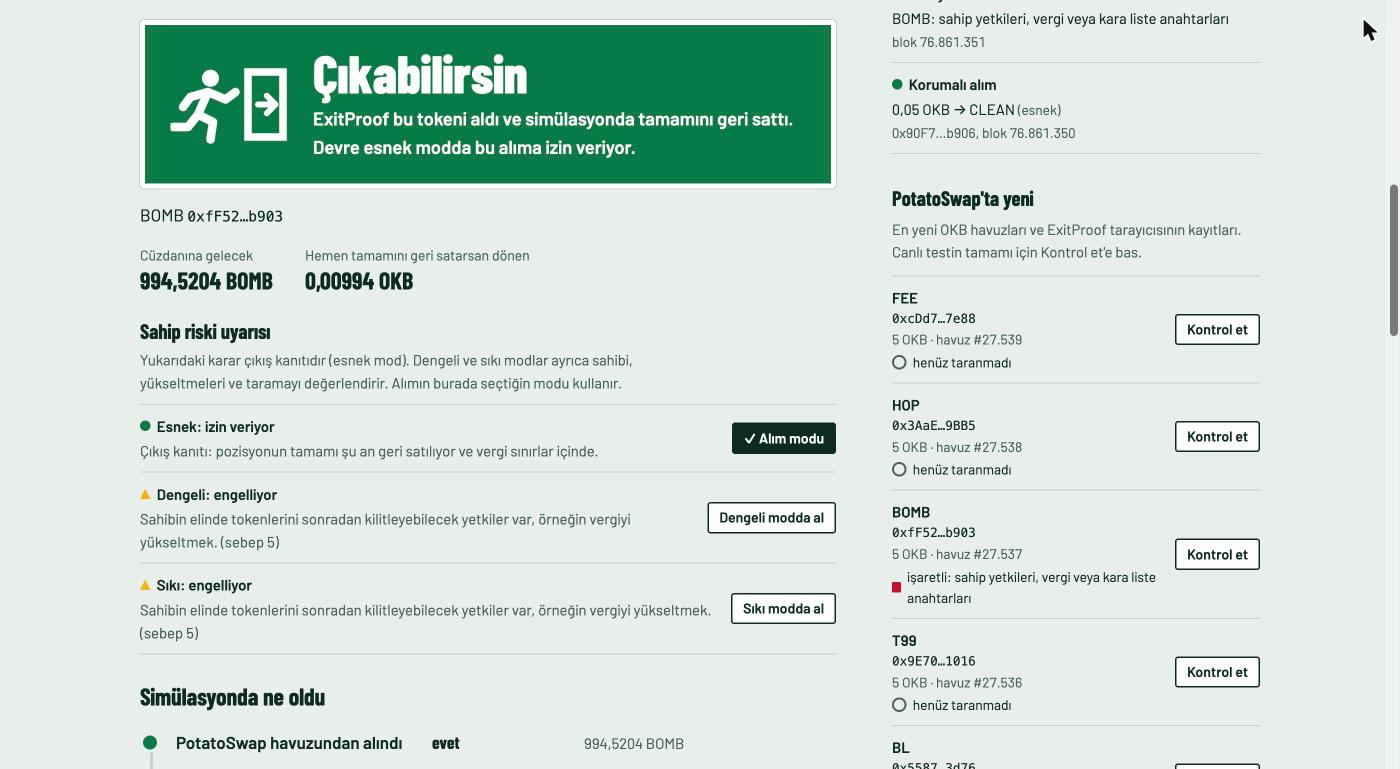 Çıkabilirsin
ExitProof bu tokeni aldı ve simülasyonda tamamını geri sattı.
Devre esnek modda bu alıma izin veriyor.
BOMB 0xfF52…b903
Cüzdanına gelecek
994,5204 BOMB
Hemen tamamını geri satarsan dönen
0,00994 OKB
Sahip riski uyarısı
Yukarıdaki karar çıkış kanıtıdır (esnek mod). Dengeli ve sıkı modlar ayrıca sahibi,
yükseltmeleri ve taramayı değerlendirir. Alımın burada seçtiğin modu kullanır.
Esnek: izin veriyor
Çıkış kanıtı: pozisyonun tamamı şu an geri satılıyor ve vergi sınırlar içinde.
✓ Alım modu
Dengeli: engelliyor
Sahibin elinde tokenlerini sonradan kilitleyebilecek yetkiler var, örneğin vergiyi
yükseltmek. (sebep 5)
Dengeli modda al
Sıkı: engelliyor
Sahibin elinde tokenlerini sonradan kilitleyebilecek yetkiler var, örneğin vergiyi yükseltmek.
(sebep 5)
Sıkı modda al
Simülasyonda ne oldu
PotatoSwap havuzundan alındı evet 994,5204 BOMB
BOMB: sahip yetkileri, vergi veya kara liste anahtarları
blok 76.861.351
Korumalı alım
0,05 OKB → CLEAN (esnek)
0x90F7…b906, blok 76.861.350
PotatoSwap'ta yeni
En yeni OKB havuzları ve ExitProof tarayıcısının kayıtları.
Canlı testin tamamı için Kontrol et'e bas.
FEE
0xcDd7…7e88
5 OKB · havuz #27.539
henüz taranmadı
Kontrol et
HOP
0x3AaE…9BB5
5 OKB · havuz #27.538
henüz taranmadı
Kontrol et
BOMB
0xfF52…b903
5 OKB · havuz #27.537
işaretli: sahip yetkileri, vergi veya kara liste
anahtarları
Kontrol et
T99
0x9E70…1016
5 OKB · havuz #27.536
henüz taranmadı
Kontrol et
BL